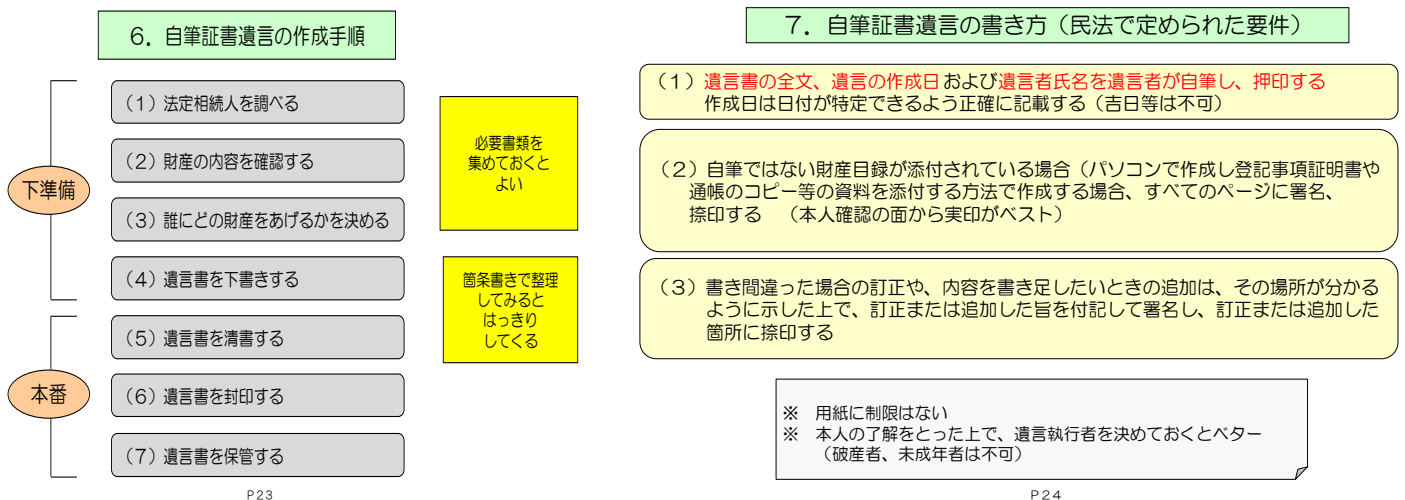 6．自筆証書遺言の作成手順
下準備
（1）法定相続人を調べる
（2）財産の内容を確認する
（3）誰にどの財産をあげるかを決める
（4）遺言書を下書きする
本番
（5）遺言書を清書する
（6）遺言書を封印する
（7）遺言書を保管する
必要書類を
集めておくと
よい
箇条書きで整理
してみると
はっきり
してくる
P23
7．自筆証書遺言の書き方（民法で定められた要件）
（1）遺言書の全文、遺言の作成日および遺言者氏名を遺言者が自筆し、押印する
作成日は日付が特定できるよう正確に記載する（吉日等は不可）
（2）自筆ではない財産目録が添付されている場合（パソコンで作成し登記事項証明書や
通帳のコピー等の資料を添付する方法で作成する場合、すべてのページに署名、
捺印する　（本人確認の面から実印がベスト）
（3）書き間違った場合の訂正や、内容を書き足したいときの追加は、その場所が分かる
ように示した上で、訂正または追加した旨を付記して署名し、訂正または追加した
箇所に捺印する
※　用紙に制限はない
※　本人の了解をとった上で、遺言執行者を決めておくとベター
（破産者、未成年者は不可）
P24